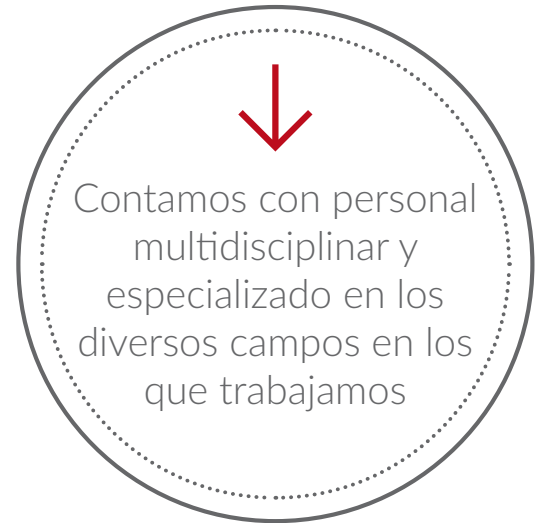 Contamos con personal
multidisciplinar y
especializado en los
diversos campos en los
que trabajamos